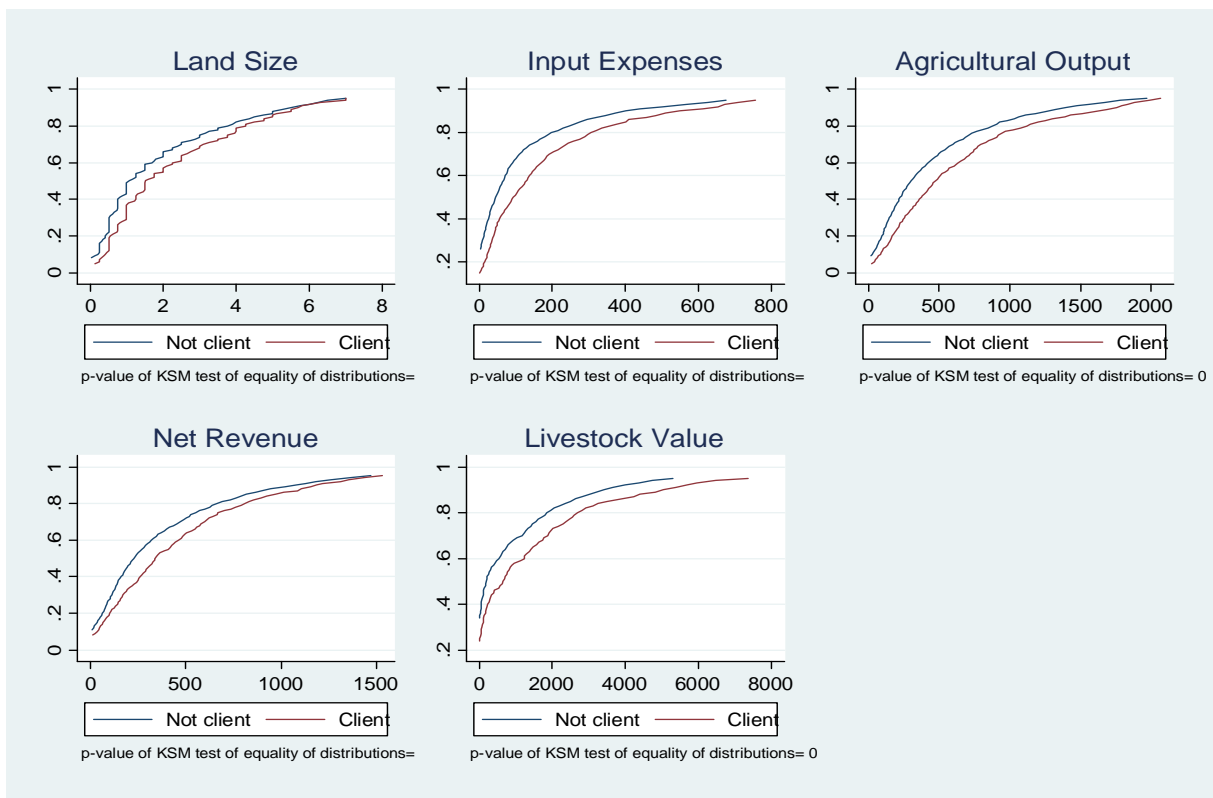 Land Size
0 .2 .4 .6 .8 1
0 2 4 6 8
Not client Client
p-value of KSM test of equality of distributions=
Input Expenses
.2 .4 .6 .8 1
0 200 400 600 800
Not client Client
p-value of KSM test of equality of distributions=
Agricultural Output
0 .2 .4 .6 .8 1
0 500 1000 1500 2000
Not client Client
p-value of KSM test of equality of distributions= 0
Net Revenue
0 .2 .4 .6 .8 1
0 500 1000 1500
Not client Client
p-value of KSM test of equality of distributions=
Livestock Value
.2 .4 .6 .8 1
0 2000 4000 6000 8000
Not client Client
p-value of KSM test of equality of distributions= 0